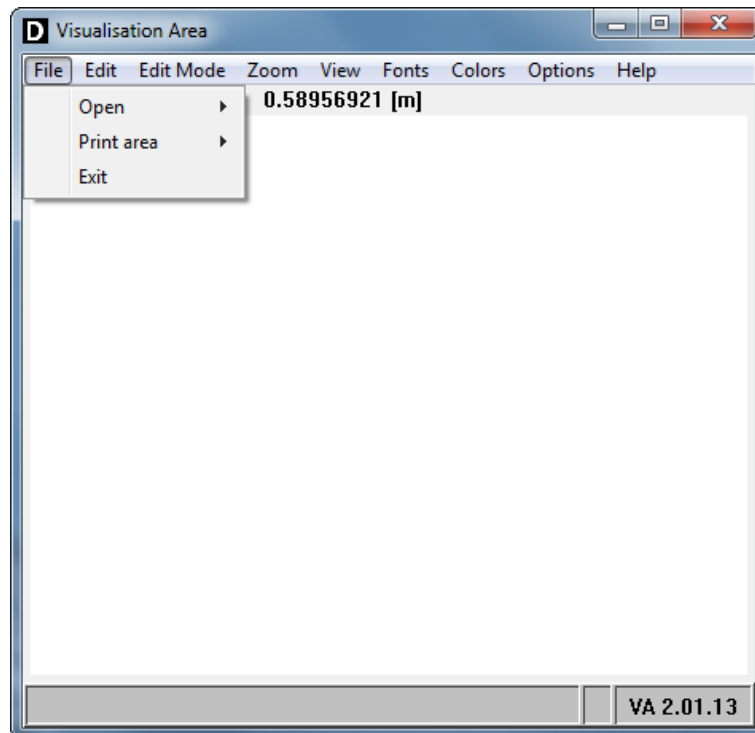 D Visualisation Area
File Edit Edit Mode Zoom View Fonts Colors Options Help
0.58956921 [m]
Open
Print area
Exit
VA 2.01.13